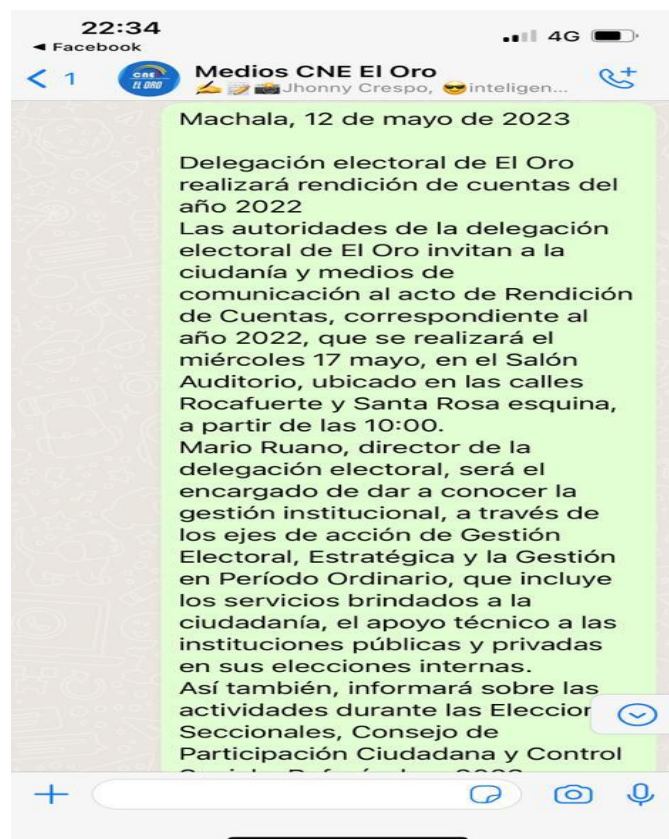 22:34
4G
◄ Facebook
1
CNE
EL ORO
Medios CNE El Oro
✍️ 📝 📸Jhonny Crespo, 😎inteligen...
Machala, 12 de mayo de 2023
Delegación electoral de El Oro
realizará rendición de cuentas del
año 2022
Las autoridades de la delegación
electoral de El Oro invitan a la
ciudanía y medios de
comunicación al acto de Rendición
de Cuentas, correspondiente al
año 2022, que se realizará el
miércoles 17 mayo, en el Salón
Auditorio, ubicado en las calles
Rocafuerte y Santa Rosa esquina,
a partir de las 10:00.
Mario Ruano, director de la
delegación electoral, será el
encargado de dar a conocer la
gestión institucional, a través de
los ejes de acción de Gestión
Electoral, Estratégica y la Gestión
en Período Ordinario, que incluye
los servicios brindados a la
ciudadanía, el apoyo técnico a las
instituciones públicas y privadas
en sus elecciones internas.
Así también, informará sobre las
actividades durante las Eleccior
Seccionales, Consejo de
Participación Ciudadana y Control